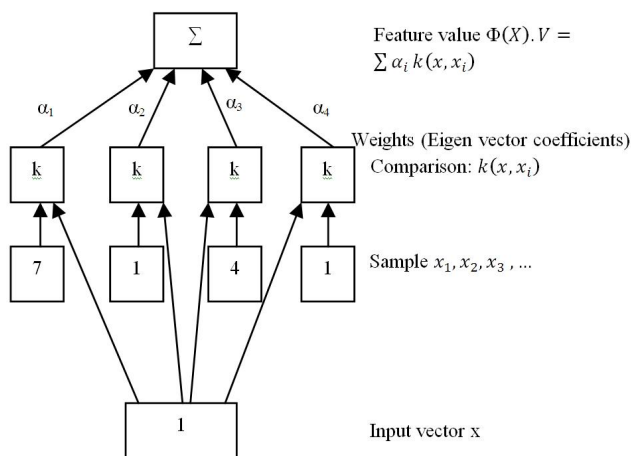 Σ
Feature value Φ(X). V =
∑ αᵢ k(x, xᵢ)
α₁
α₂
α₃
α₄
Weights (Eigen vector coefficients)
k
k
k
k
Comparison: k(x, xᵢ)
7
1
4
1
Sample x₁, x₂, x₃ , ...
1
Input vector x